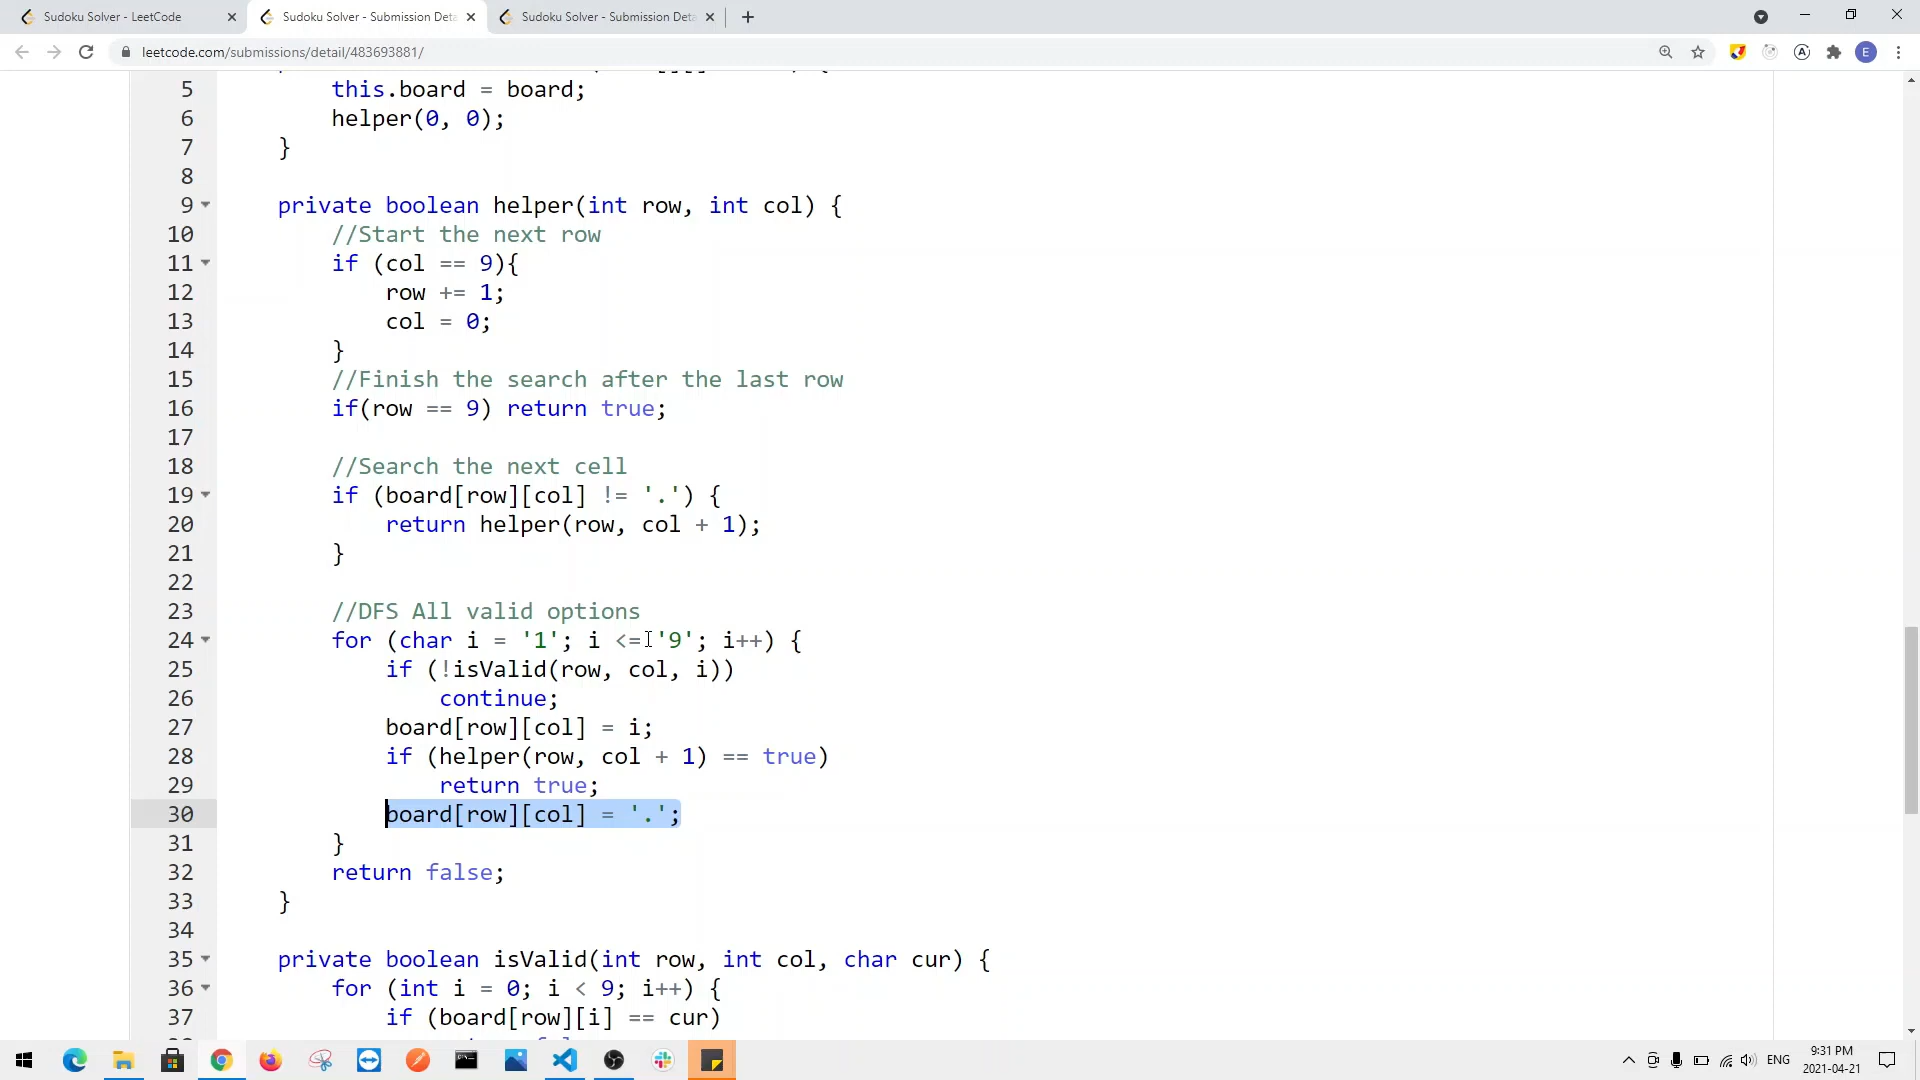 Sudoku Solver - LeetCode
Sudoku Solver - Submission Deta
Sudoku Solver - Submission Deta
leetcode.com/submissions/detail/483693881/
5 this.board = board;
6 helper(0, 0);
7 }
8
9 private boolean helper(int row, int col) {
10 //Start the next row
11 if (col == 9){
12 row += 1;
13 col = 0;
14 }
15 //Finish the search after the last row
16 if(row == 9) return true;
17
18 //Search the next cell
19 if (board[row][col] != '.') {
20 return helper(row, col + 1);
21 }
22
23 //DFS All valid options
24 for (char i = '1'; i <= '9'; i++) {
25 if (!isValid(row, col, i))
26 continue;
27 board[row][col] = i;
28 if (helper(row, col + 1) == true)
29 return true;
30 board[row][col] = '.';
31 }
32 return false;
33 }
34
35 private boolean isValid(int row, int col, char cur) {
36 for (int i = 0; i < 9; i++) {
37 if (board[row][i] == cur)
E
ENG
9:31 PM
2021-04-21